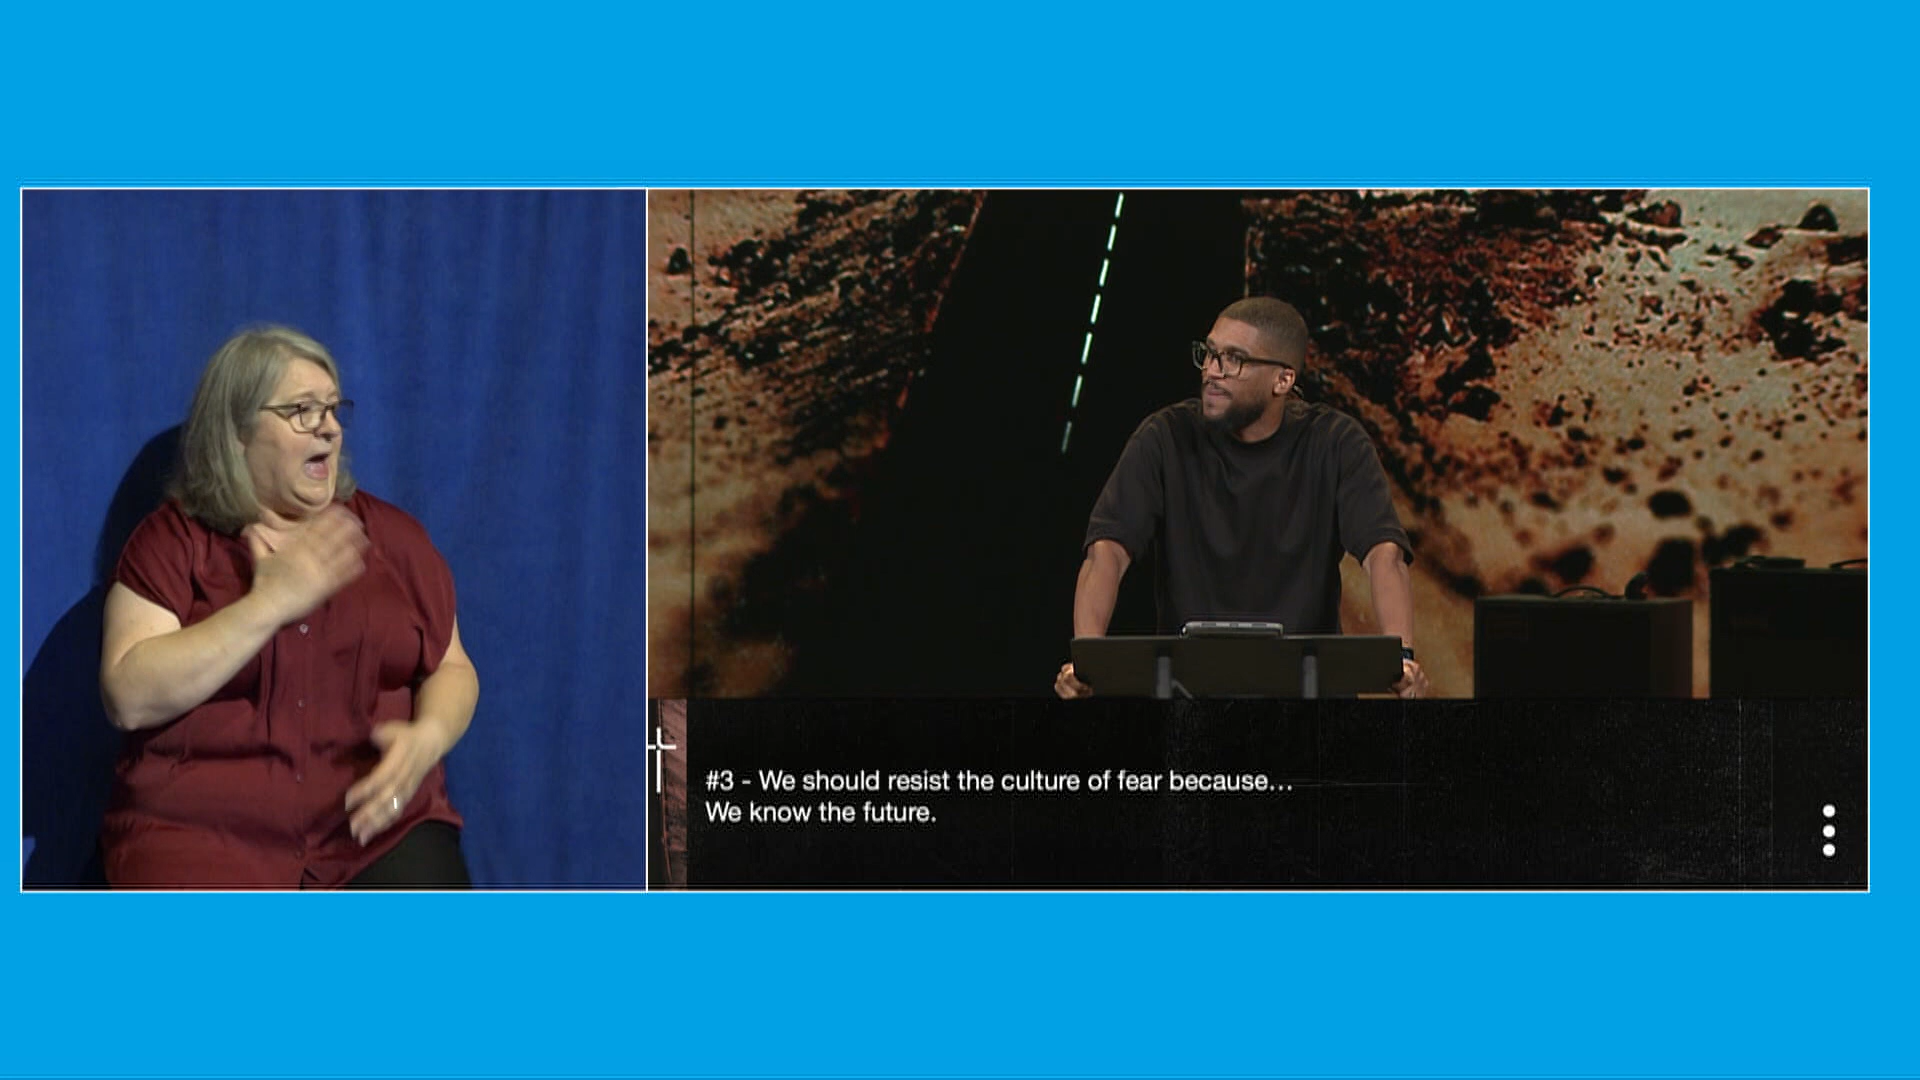 #3 - We should resist the culture of fear because...
We know the future.